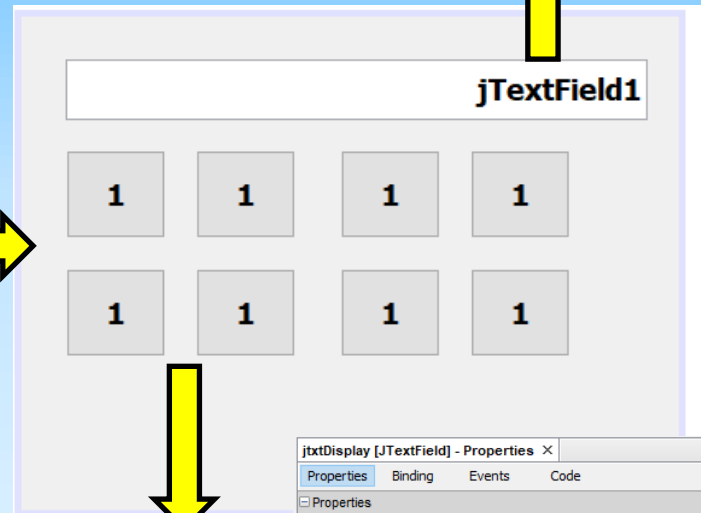 jTextField1
1 1 1 1
1 1 1 1
jtxtDisplay [JTextField] - Properties ×
Properties Binding Events Code
Properties